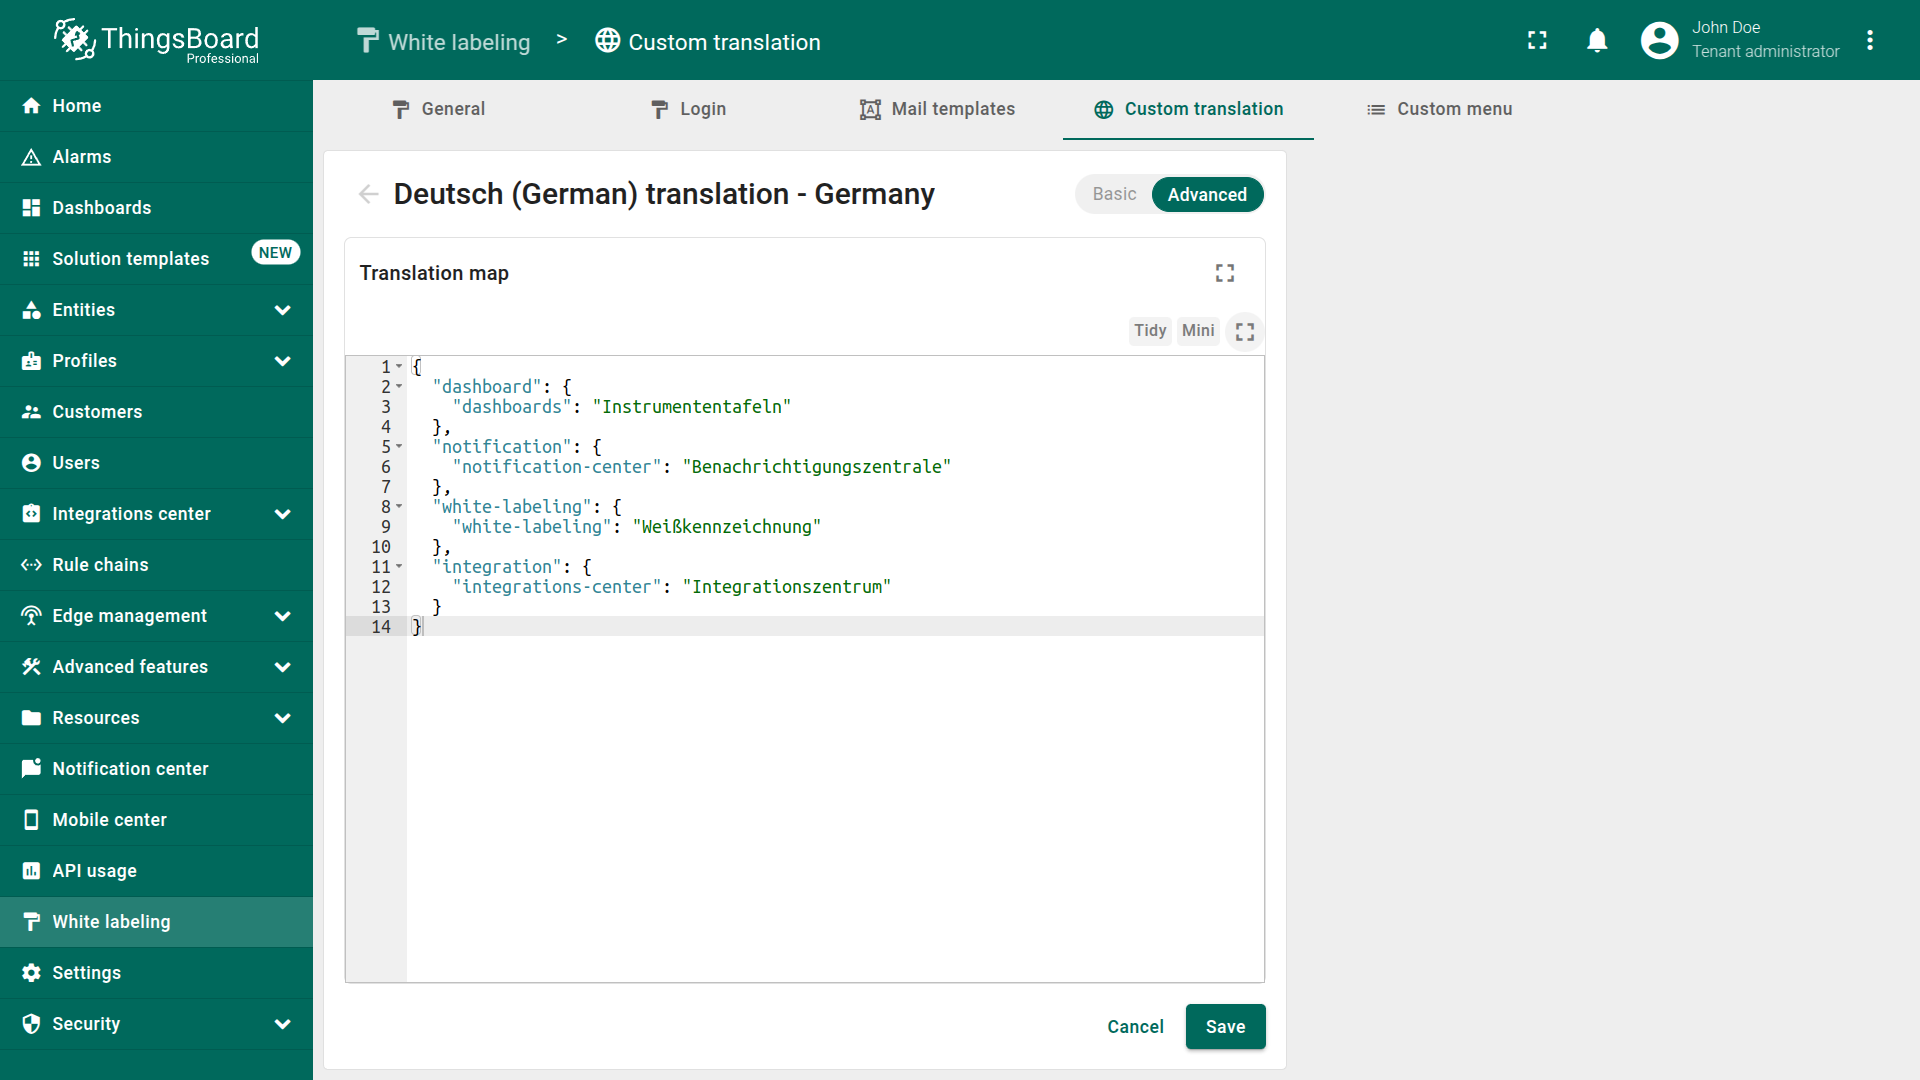 ThingsBoard
Professional
White labeling > Custom translation
John Doe
Tenant administrator
Home
Alarms
Dashboards
Solution templates NEW
Entities
Profiles
Customers
Users
Integrations center
Rule chains
Edge management
Advanced features
Resources
Notification center
Mobile center
API usage
White labeling
Settings
Security
General Login Mail templates Custom translation Custom menu
Deutsch (German) translation - Germany Basic Advanced
Translation map
Tidy Mini
1 {
2 "dashboard": {
3 "dashboards": "Instrumententafeln"
4 },
5 "notification": {
6 "notification-center": "Benachrichtigungszentrale"
7 },
8 "white-labeling": {
9 "white-labeling": "Weißkennzeichnung"
10 },
11 "integration": {
12 "integrations-center": "Integrationszentrum"
13 }
14 }
Cancel Save